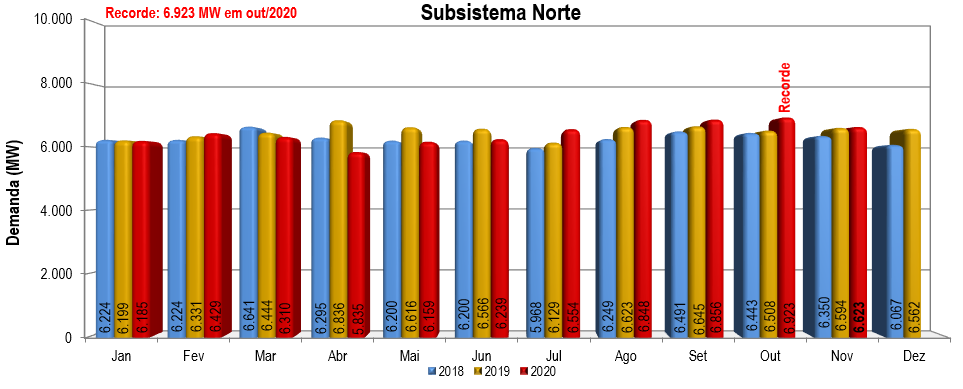 Subsistema Norte
Recorde: 6.923 MW em out/2020
Recorde
Demanda (MW)
10.000
8.000
6.000
4.000
2.000
0
6.224 6.199 6.185
6.224 6.331 6.429
6.641 6.444 6.310
6.295 6.836 5.835
6.200 6.616 6.159
6.200 6.566 6.239
5.968 6.129 6.554
6.249 6.623 6.848
6.491 6.645 6.856
6.443 6.508 6.923
6.350 6.594 6.623
6.067 6.562
Jan Fev Mar Abr Mai Jun Jul Ago Set Out Nov Dez
2018 2019 2020